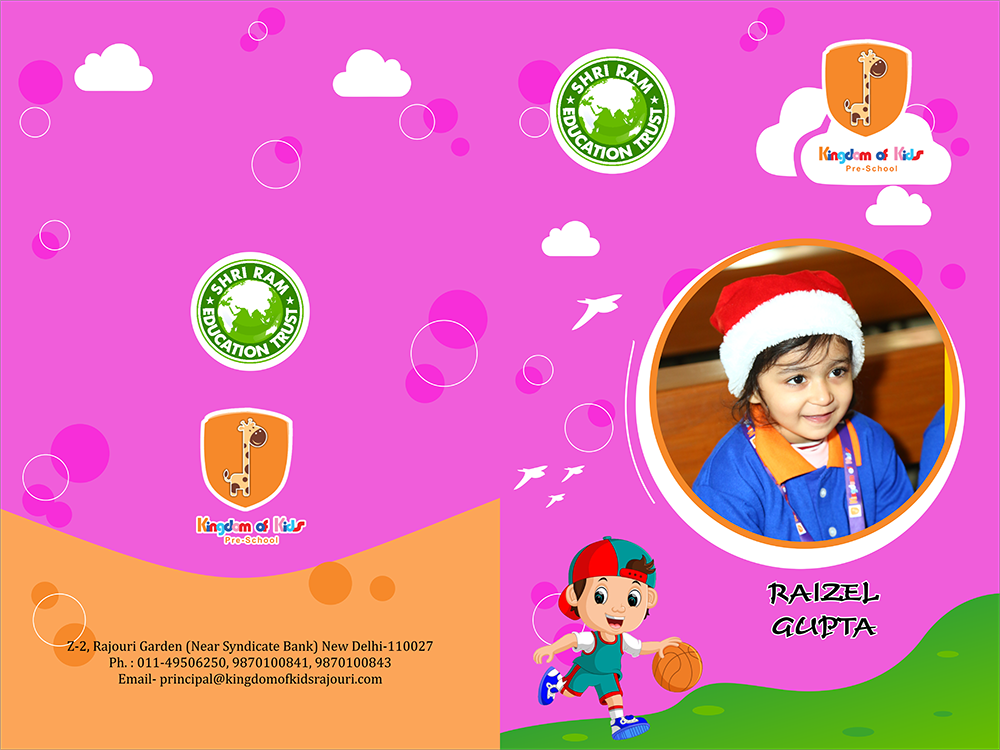 SHRI RAM
EDUCATION TRUST
Kingdom of Kids
Pre-School
Z-2, Rajouri Garden (Near Syndicate Bank) New Delhi-110027
Ph. : 011-49506250, 9870100841, 9870100843
Email- principal@kingdomofkidsrajouri.com
SHRI RAM
EDUCATION TRUST
Kingdom of Kids
Pre-School
RAIZEL
GUPTA